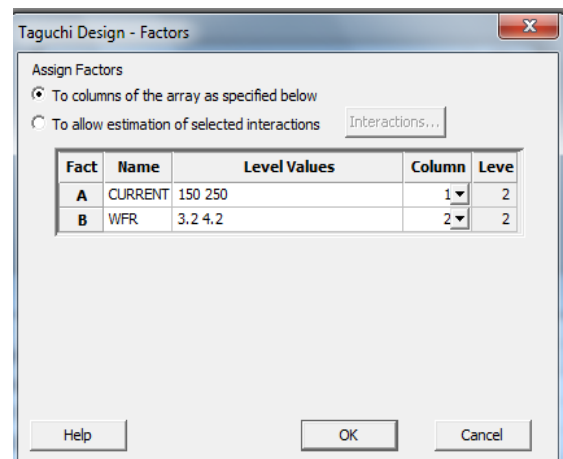 Taguchi Design - Factors
Assign Factors
To columns of the array as specified below
To allow estimation of selected interactions Interactions...
Fact Name Level Values Column Leve
A CURRENT 150 250 1 2
B WFR 3.2 4.2 2 2
Help OK Cancel